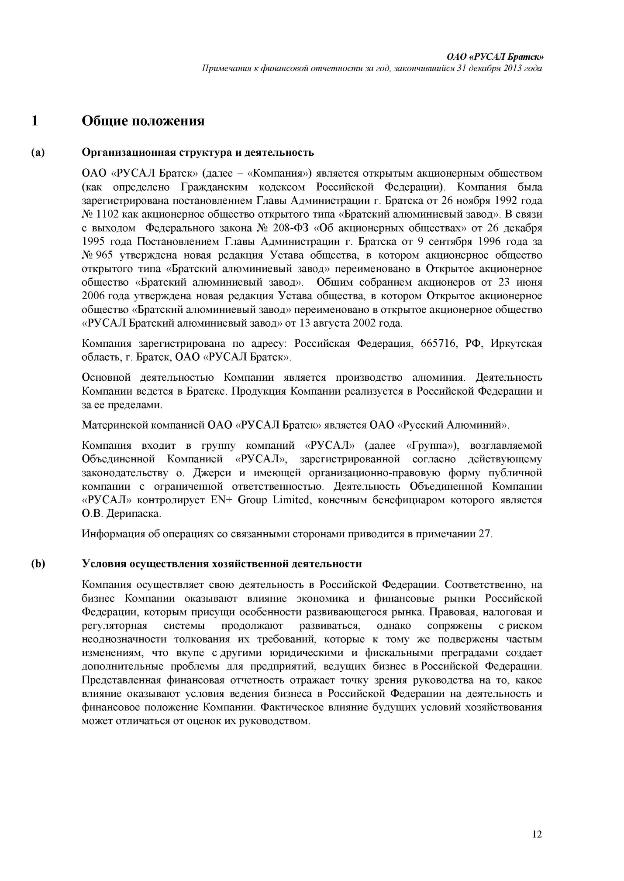 ОАО «РУСАЛ Братск»
Примечания к финансовой отчетности за год, закончившийся 31 декабря 2013 года
1 Общие положения
(a) Организационная структура и деятельность
ОАО «РУСАЛ Братск» (далее – «Компания») является открытым акционерным обществом
(как определено Гражданским кодексом Российской Федерации). Компания была
зарегистрирована постановлением Главы Администрации г. Братска от 26 ноября 1992 года
№ 1102 как акционерное общество открытого типа «Братский алюминиевый завод». В связи
с выходом Федерального закона № 208-ФЗ «Об акционерных обществах» от 26 декабря
1995 года Постановлением Главы Администрации г. Братска от 9 сентября 1996 года за
№ 965 утверждена новая редакция Устава общества, в котором акционерное общество
открытого типа «Братский алюминиевый завод» переименовано в Открытое акционерное
общество «Братский алюминиевый завод». Общим собранием акционеров от 23 июня
2006 года утверждена новая редакция Устава общества, в котором Открытое акционерное
общество «Братский алюминиевый завод» переименовано в открытое акционерное общество
«РУСАЛ Братский алюминиевый завод» от 13 августа 2002 года.
Компания зарегистрирована по адресу: Российская Федерация, 665716, РФ, Иркутская
область, г. Братск, ОАО «РУСАЛ Братск».
Основной деятельностью Компании является производство алюминия. Деятельность
Компании ведется в Братске. Продукция Компании реализуется в Российской Федерации и
за ее пределами.
Материнской компанией ОАО «РУСАЛ Братск» является ОАО «Русский Алюминий».
Компания входит в группу компаний «РУСАЛ» (далее «Группа»), возглавляемой
Объединенной Компанией «РУСАЛ», зарегистрированной согласно действующему
законодательству о. Джерси и имеющей организационно-правовую форму публичной
компании с ограниченной ответственностью. Деятельность Объединенной Компании
«РУСАЛ» контролирует EN+ Group Limited, конечным бенефициаром которого является
О.В. Дерипаска.
Информация об операциях со связанными сторонами приводится в примечании 27.
(b) Условия осуществления хозяйственной деятельности
Компания осуществляет свою деятельность в Российской Федерации. Соответственно, на
бизнес Компании оказывают влияние экономика и финансовые рынки Российской
Федерации, которым присущи особенности развивающегося рынка. Правовая, налоговая и
регуляторная системы продолжают развиваться, однако сопряжены с риском
неоднозначности толкования их требований, которые к тому же подвержены частым
изменениям, что вкупе с другими юридическими и фискальными преградами создает
дополнительные проблемы для предприятий, ведущих бизнес в Российской Федерации.
Представленная финансовая отчетность отражает точку зрения руководства на то, какое
влияние оказывают условия ведения бизнеса в Российской Федерации на деятельность и
финансовое положение Компании. Фактическое влияние будущих условий хозяйствования
может отличаться от оценок их руководством.
12